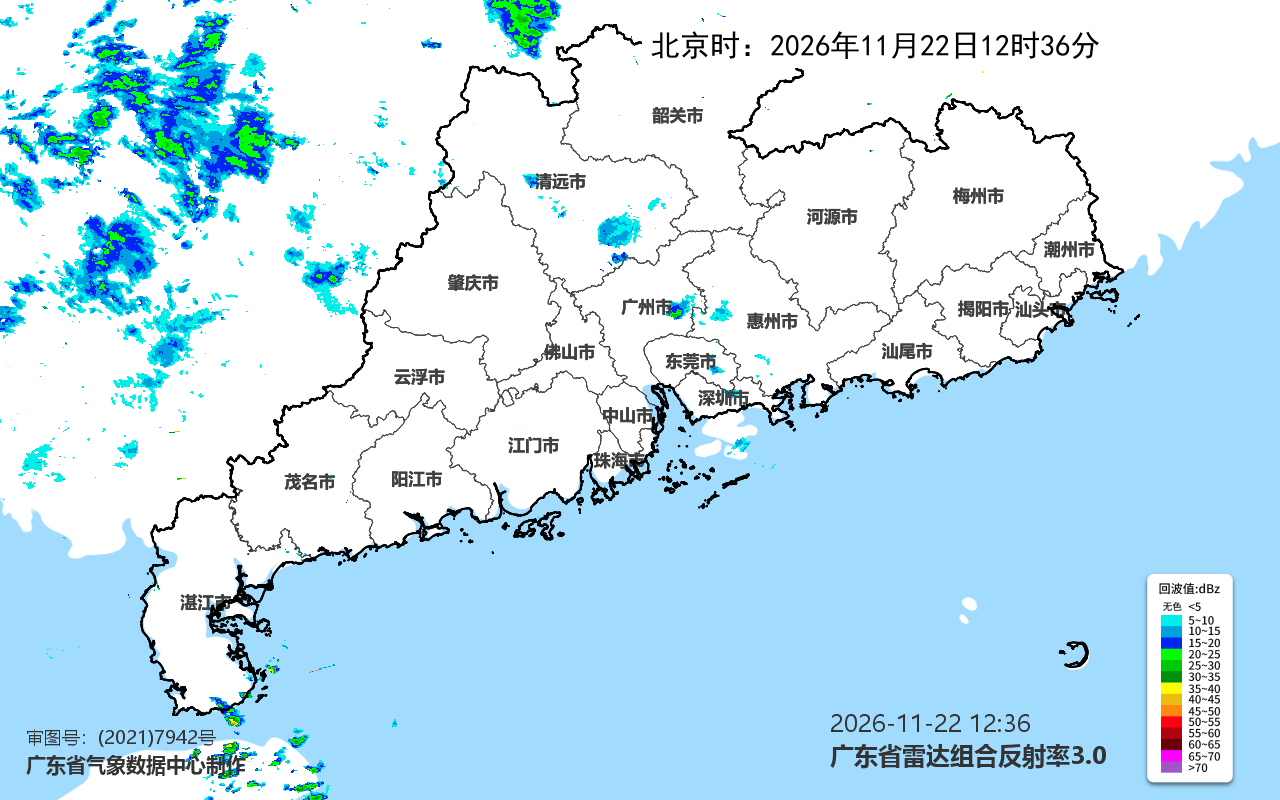 北京时：2026年11月22日12时36分
韶关市
清远市
梅州市
河源市
潮州市
肇庆市
广州市
惠州市
揭阳市
汕头市
佛山市
东莞市
汕尾市
云浮市
深圳市
中山市
江门市
珠海市
茂名市
阳江市
湛江市
回波值:dBz
无色 <5
5~10
10~15
15~20
20~25
25~30
30~35
35~40
40~45
45~50
50~55
55~60
60~65
65~70
>70
2026-11-22 12:36
广东省雷达组合反射率3.0
审图号：(2021)7942号
广东省气象数据中心制作